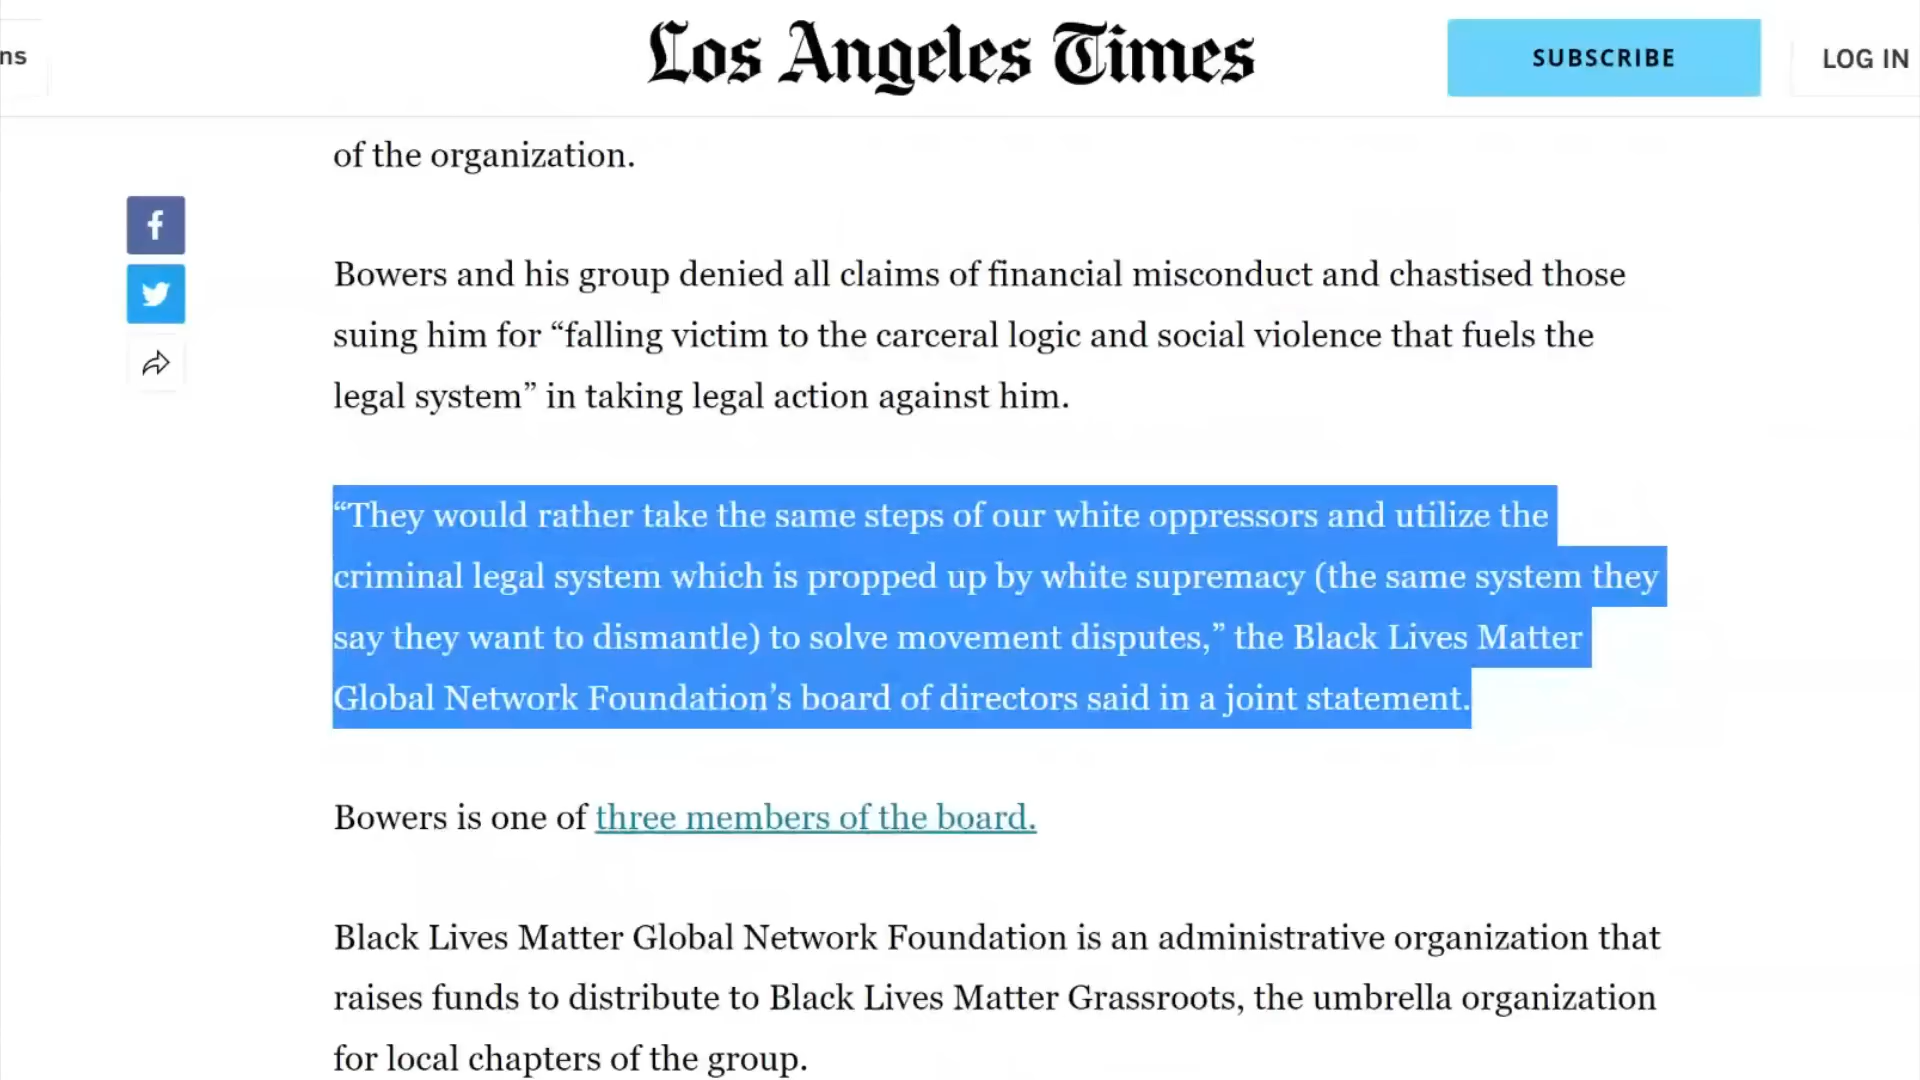 ns
Los Angeles Times
SUBSCRIBE
LOG IN
of the organization.
Bowers and his group denied all claims of financial misconduct and chastised those
suing him for “falling victim to the carceral logic and social violence that fuels the
legal system” in taking legal action against him.
“They would rather take the same steps of our white oppressors and utilize the
criminal legal system which is propped up by white supremacy (the same system they
say they want to dismantle) to solve movement disputes,” the Black Lives Matter
Global Network Foundation’s board of directors said in a joint statement.
Bowers is one of three members of the board.
Black Lives Matter Global Network Foundation is an administrative organization that
raises funds to distribute to Black Lives Matter Grassroots, the umbrella organization
for local chapters of the group.